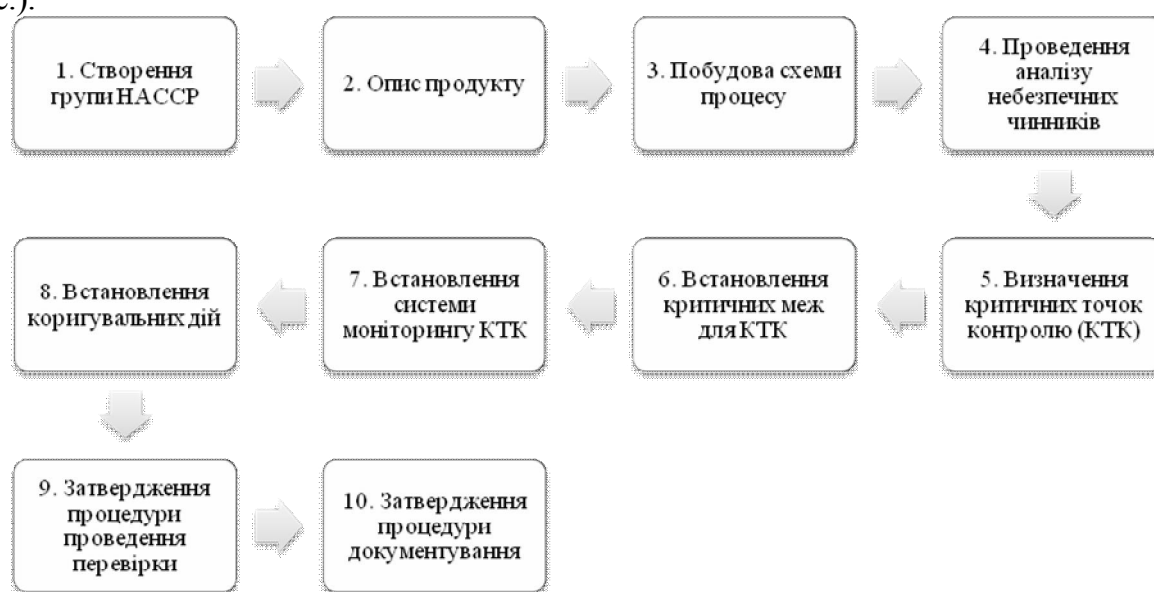 с.).
1. Створення
групи НАССР
2. Опис продукту
3. Побудова схеми
процесу
4. Проведення
аналізу
небезпечних
чинників
5. Визначення
критичних точок
контролю (КТК)
6. Встановлення
критичних меж
для КТК
7. Встановлення
системи
моніторингу КТК
8. Встановлення
коригувальних дій
9. Затвердження
процедури
проведення
перевірки
10. Затвердження
процедури
документування